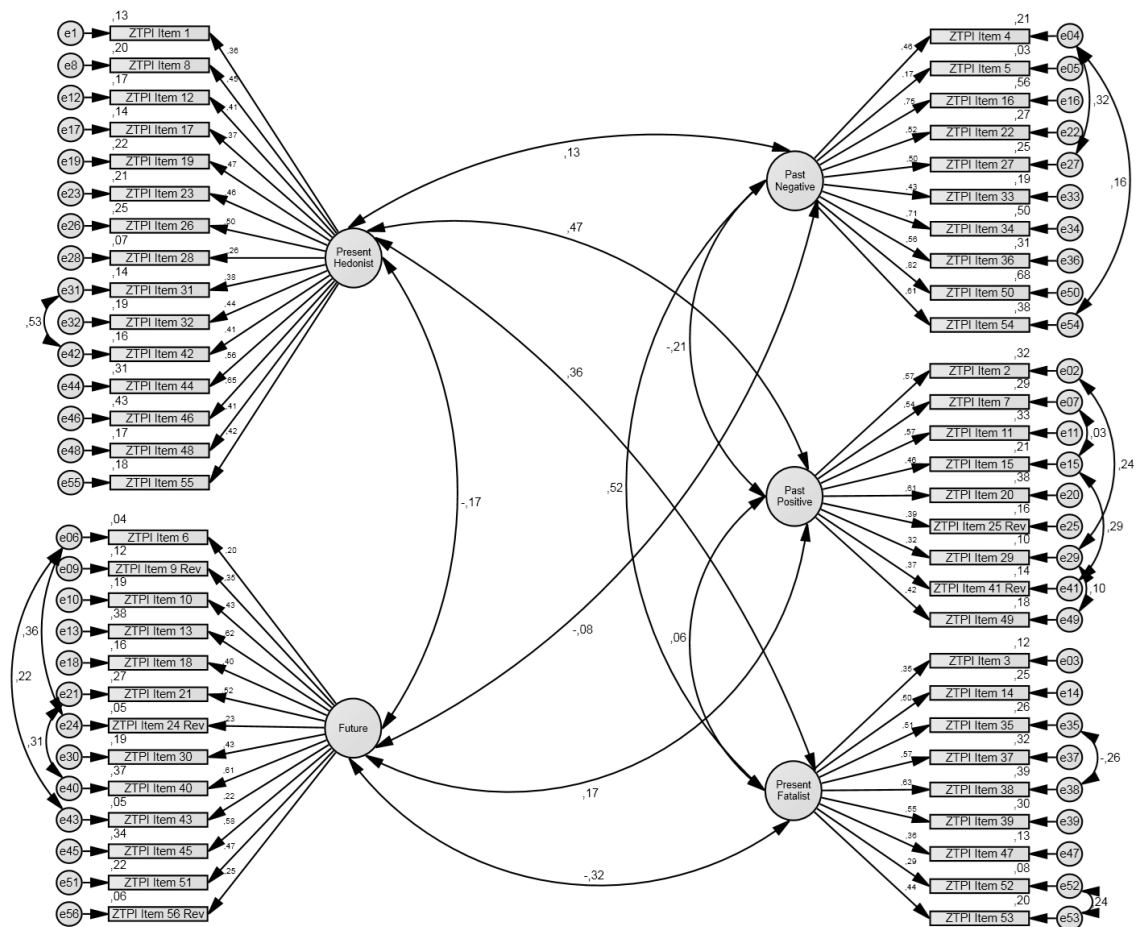 ,13
e1 ZTPI Item 1 ,36
,20
e8 ZTPI Item 8 ,45
,17
e12 ZTPI Item 12 ,41
,14
e17 ZTPI Item 17 ,37
,22
e19 ZTPI Item 19 ,47
,21
e23 ZTPI Item 23 ,46
,25
e26 ZTPI Item 26 ,50
,07
e28 ZTPI Item 28 ,26
,14
e31 ZTPI Item 31 ,38
,19
e32 ZTPI Item 32 ,44
,53
,16
e42 ZTPI Item 42 ,41
,31
e44 ZTPI Item 44 ,56
,43
e46 ZTPI Item 46 ,65
,17
e48 ZTPI Item 48 ,41
,18
e55 ZTPI Item 55 ,42
Present
Hedonist
,04
e06 ZTPI Item 6 ,20
,12
e09 ZTPI Item 9 Rev ,35
,19
e10 ZTPI Item 10 ,43
,38
e13 ZTPI Item 13 ,62
,36
,16
e18 ZTPI Item 18 ,40
,22
,27
e21 ZTPI Item 21 ,52
,05
e24 ZTPI Item 24 Rev ,23
,31
,19
e30 ZTPI Item 30 ,43
,37
e40 ZTPI Item 40 ,61
,05
e43 ZTPI Item 43 ,22
,34
e45 ZTPI Item 45 ,58
,22
e51 ZTPI Item 51 ,47
,06
e56 ZTPI Item 56 Rev ,25
Future
,13
,47
-,21
,36
,52
-,17
-,08
,06
,17
-,32
Past
Negative
,21
,46 ZTPI Item 4 e04
,03
,17 ZTPI Item 5 e05
,56
,75 ZTPI Item 16 e16
,32
,27
,52 ZTPI Item 22 e22
,25
,50 ZTPI Item 27 e27
,19
,43 ZTPI Item 33 e33
,16
,50
,71 ZTPI Item 34 e34
,31
,56 ZTPI Item 36 e36
,68
,82 ZTPI Item 50 e50
,38
,61 ZTPI Item 54 e54
Past
Positive
,32
,57 ZTPI Item 2 e02
,29
,54 ZTPI Item 7 e07
,33
,57 ZTPI Item 11 e11
,03
,21
,46 ZTPI Item 15 e15
,24
,38
,61 ZTPI Item 20 e20
,16
,39 ZTPI Item 25 Rev e25
,29
,10
,32 ZTPI Item 29 e29
,14
,37 ZTPI Item 41 Rev e41
,10
,18
,42 ZTPI Item 49 e49
Present
Fatalist
,12
,35 ZTPI Item 3 e03
,25
,50 ZTPI Item 14 e14
,26
,51 ZTPI Item 35 e35
,32
,57 ZTPI Item 37 e37
-,26
,39
,63 ZTPI Item 38 e38
,30
,55 ZTPI Item 39 e39
,13
,36 ZTPI Item 47 e47
,08
,29 ZTPI Item 52 e52
,24
,20
,44 ZTPI Item 53 e53